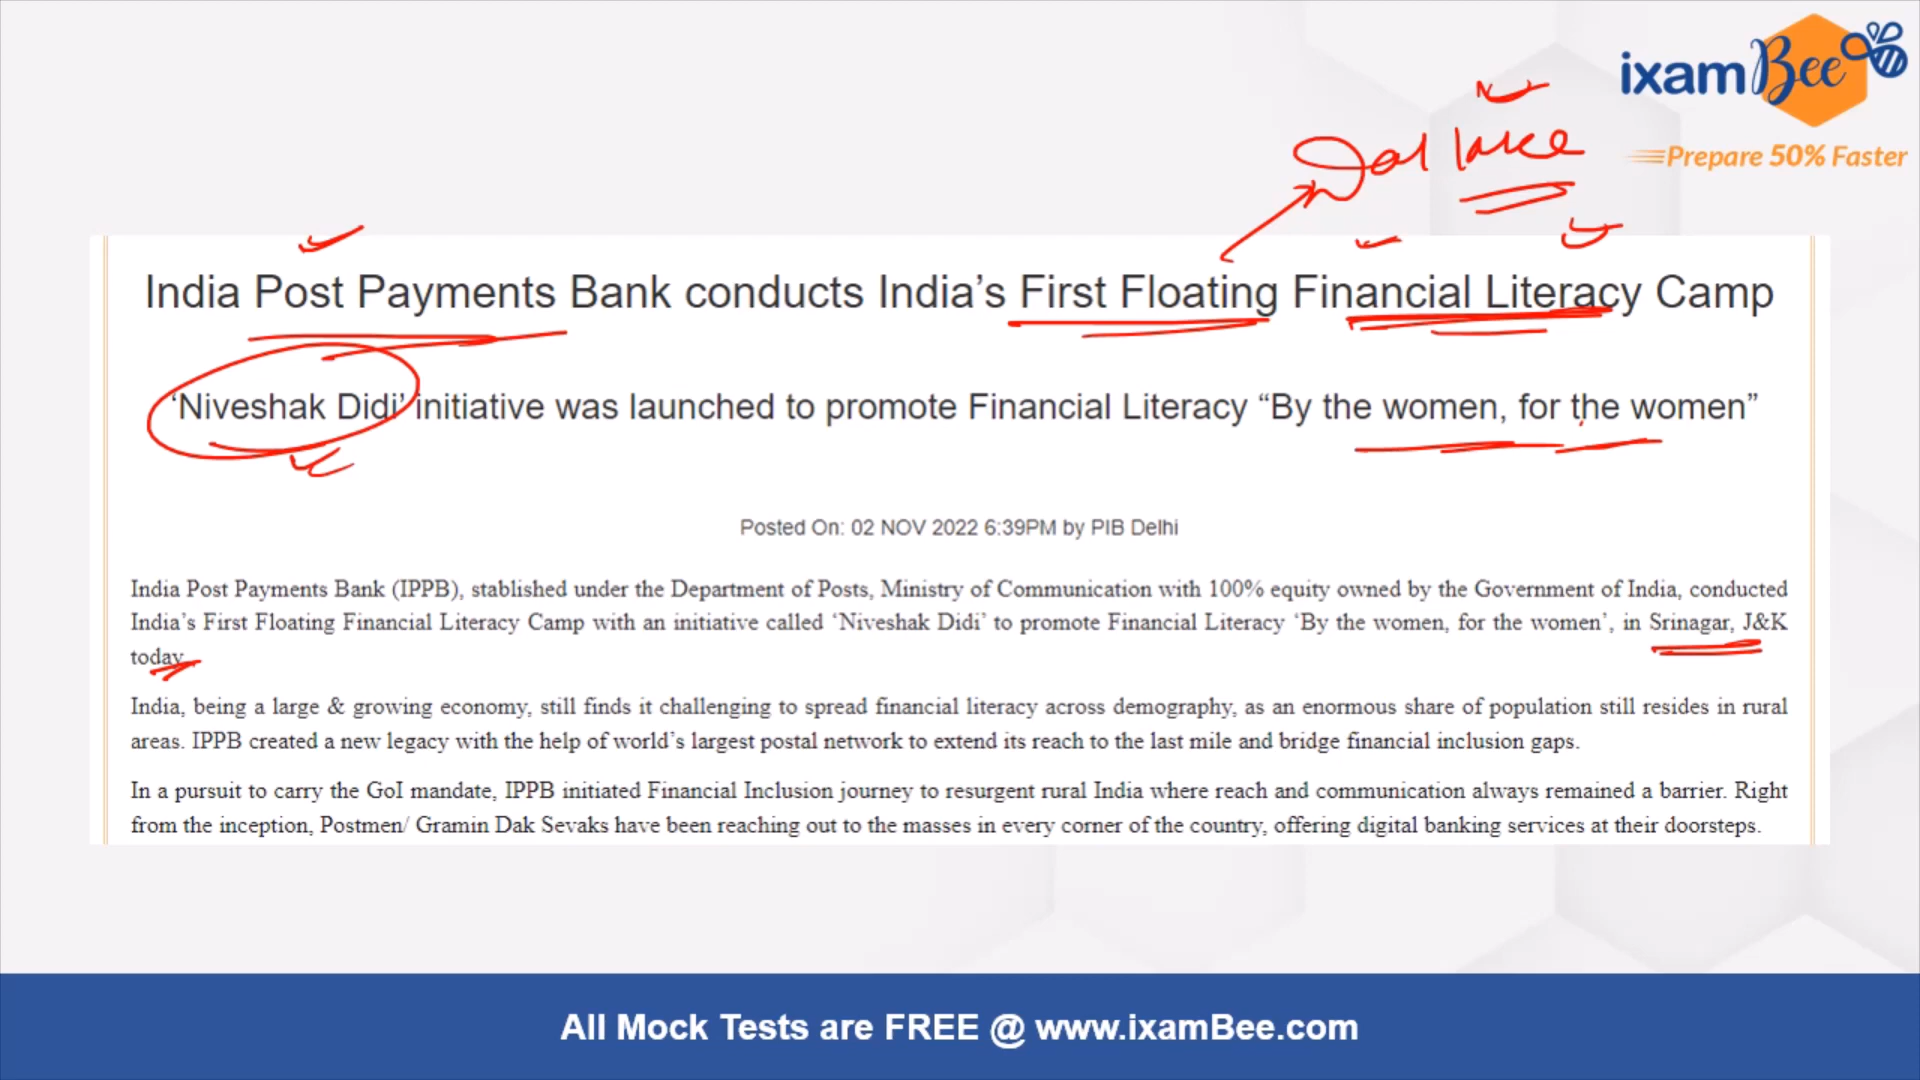 ixamBee
Prepare 50% Faster
Dal lake
India Post Payments Bank conducts India’s First Floating Financial Literacy Camp
‘Niveshak Didi’ initiative was launched to promote Financial Literacy “By the women, for the women”
Posted On: 02 NOV 2022 6:39PM by PIB Delhi
India Post Payments Bank (IPPB), stablished under the Department of Posts, Ministry of Communication with 100% equity owned by the Government of India, conducted
India’s First Floating Financial Literacy Camp with an initiative called ‘Niveshak Didi’ to promote Financial Literacy ‘By the women, for the women’, in Srinagar, J&K
today.
India, being a large & growing economy, still finds it challenging to spread financial literacy across demography, as an enormous share of population still resides in rural
areas. IPPB created a new legacy with the help of world’s largest postal network to extend its reach to the last mile and bridge financial inclusion gaps.
In a pursuit to carry the GoI mandate, IPPB initiated Financial Inclusion journey to resurgent rural India where reach and communication always remained a barrier. Right
from the inception, Postmen/ Gramin Dak Sevaks have been reaching out to the masses in every corner of the country, offering digital banking services at their doorsteps.
All Mock Tests are FREE @ www.ixamBee.com